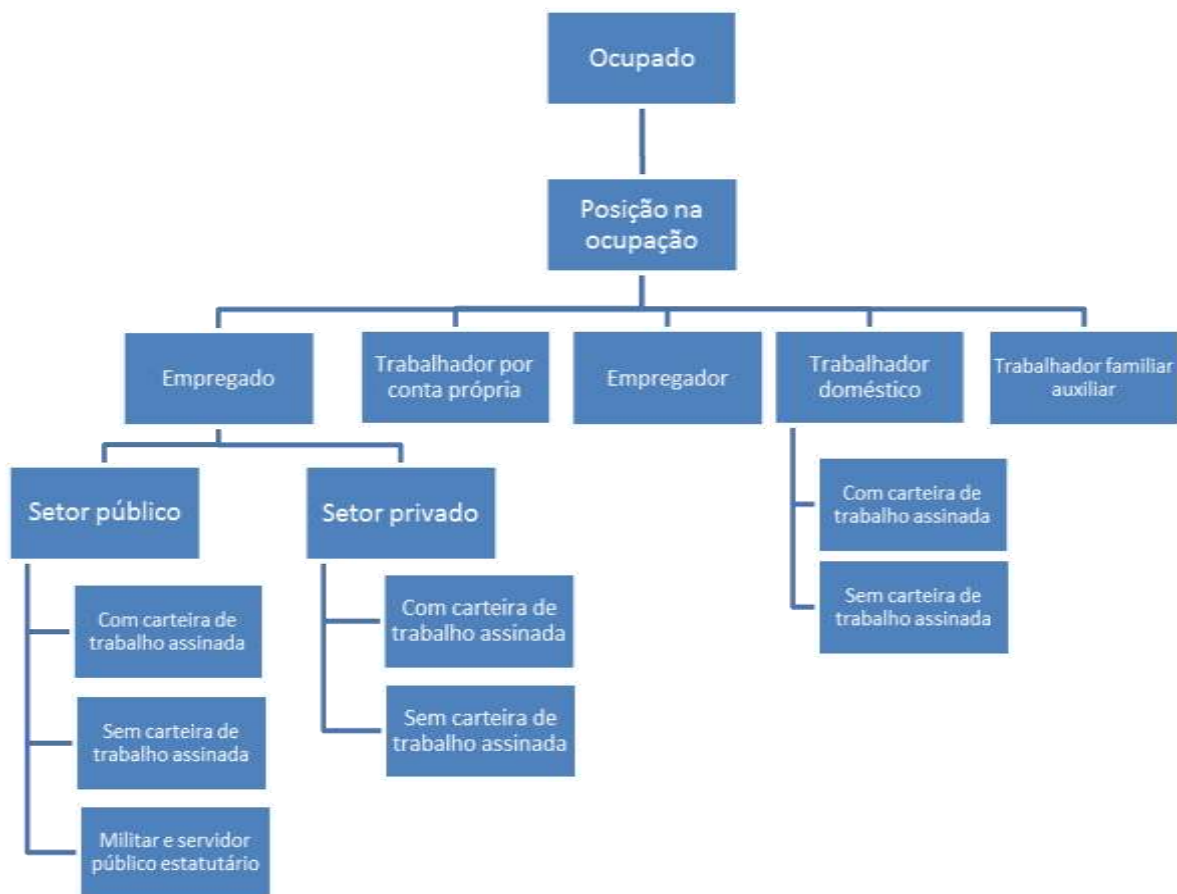 Ocupado
Posição na
ocupação
Empregado
Trabalhador por
conta própria
Empregador
Trabalhador
doméstico
Trabalhador familiar
auxiliar
Setor público
Setor privado
Com carteira de
trabalho assinada
Sem carteira de
trabalho assinada
Militar e servidor
público estatutário
Com carteira de
trabalho assinada
Sem carteira de
trabalho assinada
Com carteira de
trabalho assinada
Sem carteira de
trabalho assinada